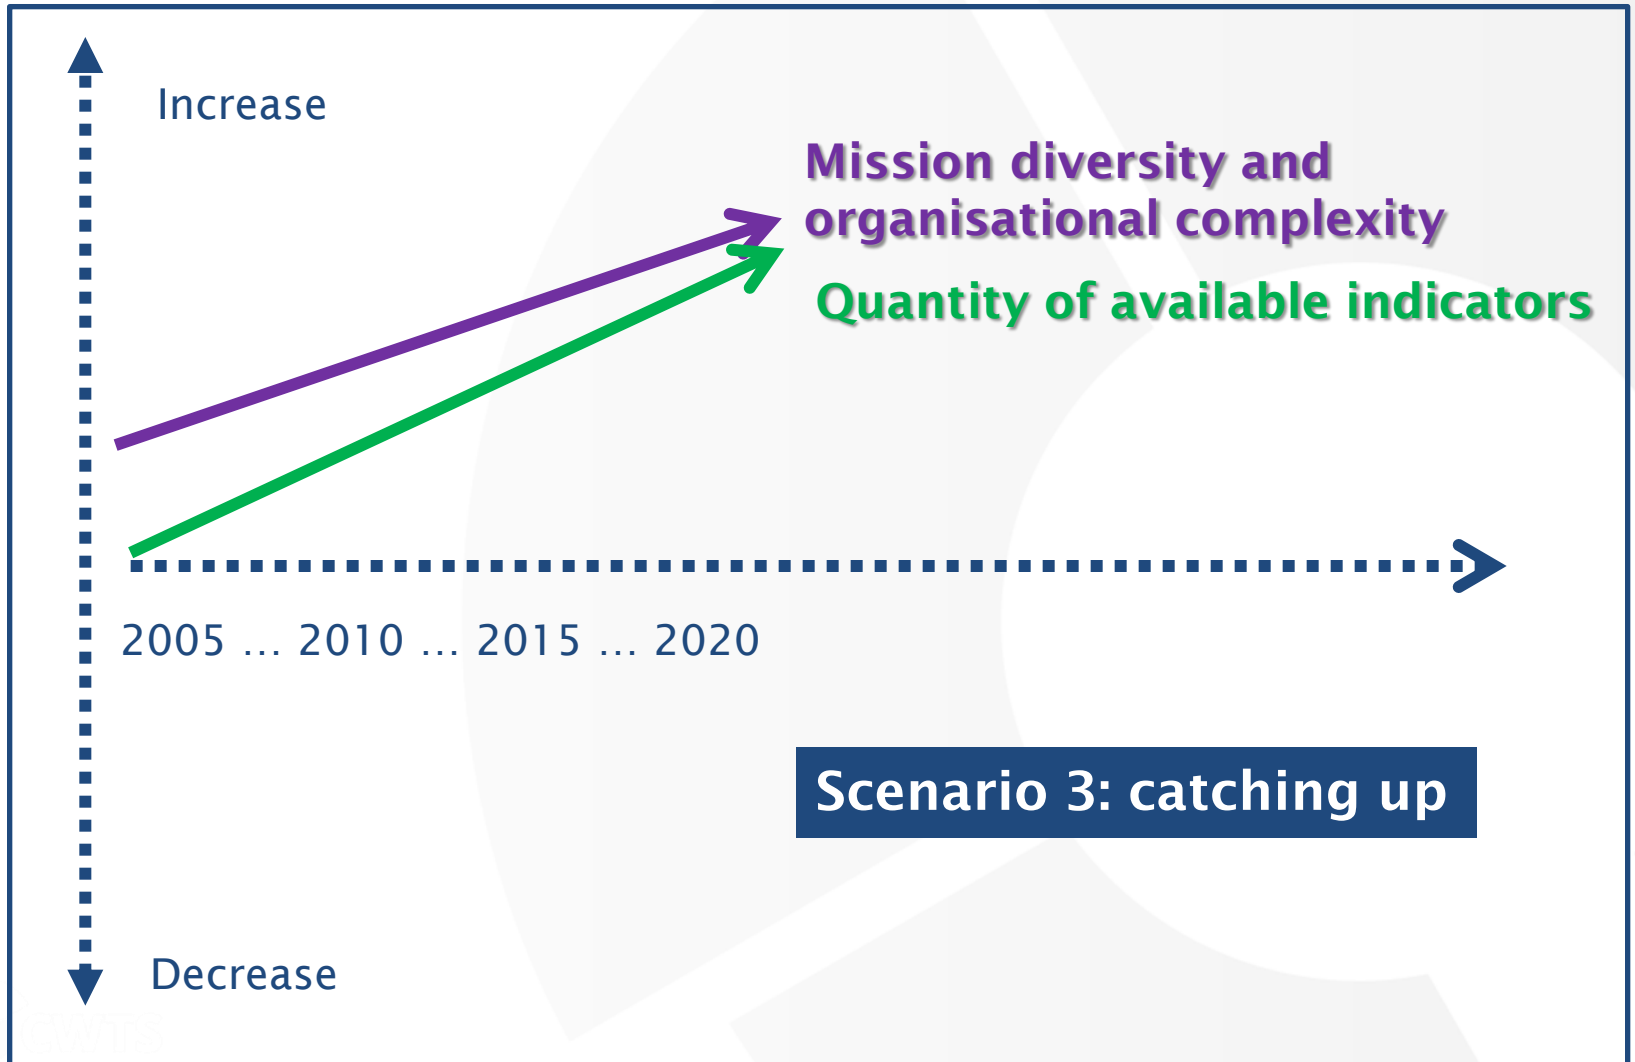 Increase
Mission diversity and
organisational complexity
Quantity of available indicators
2005 … 2010 … 2015 … 2020
Scenario 3: catching up
Decrease